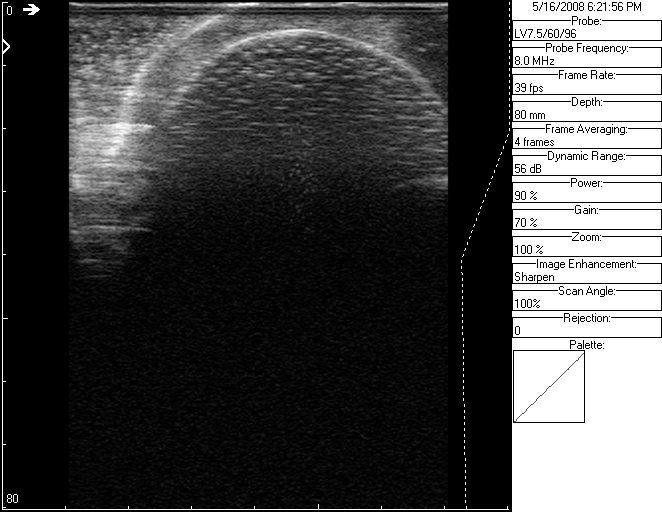 0
80
5/16/2008 6:21:56 PM
Probe:
LV7.5/60/96
Probe Frequency:
8.0 MHz
Frame Rate:
39 fps
Depth:
80 mm
Frame Averaging:
4 frames
Dynamic Range:
56 dB
Power:
90 %
Gain:
70 %
Zoom:
100 %
Image Enhancement:
Sharpen
Scan Angle:
100%
Rejection:
0
Palette: